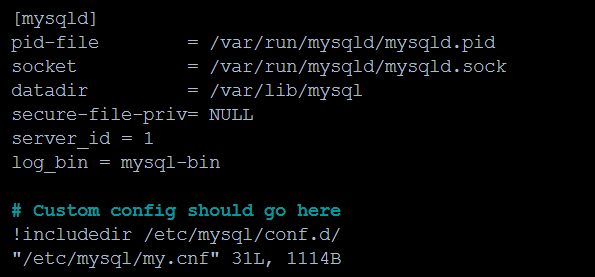 [mysqld]
pid-file        = /var/run/mysqld/mysqld.pid
socket          = /var/run/mysqld/mysqld.sock
datadir         = /var/lib/mysql
secure-file-priv= NULL
server_id = 1
log_bin = mysql-bin

# Custom config should go here
!includedir /etc/mysql/conf.d/
"/etc/mysql/my.cnf" 31L, 1114B